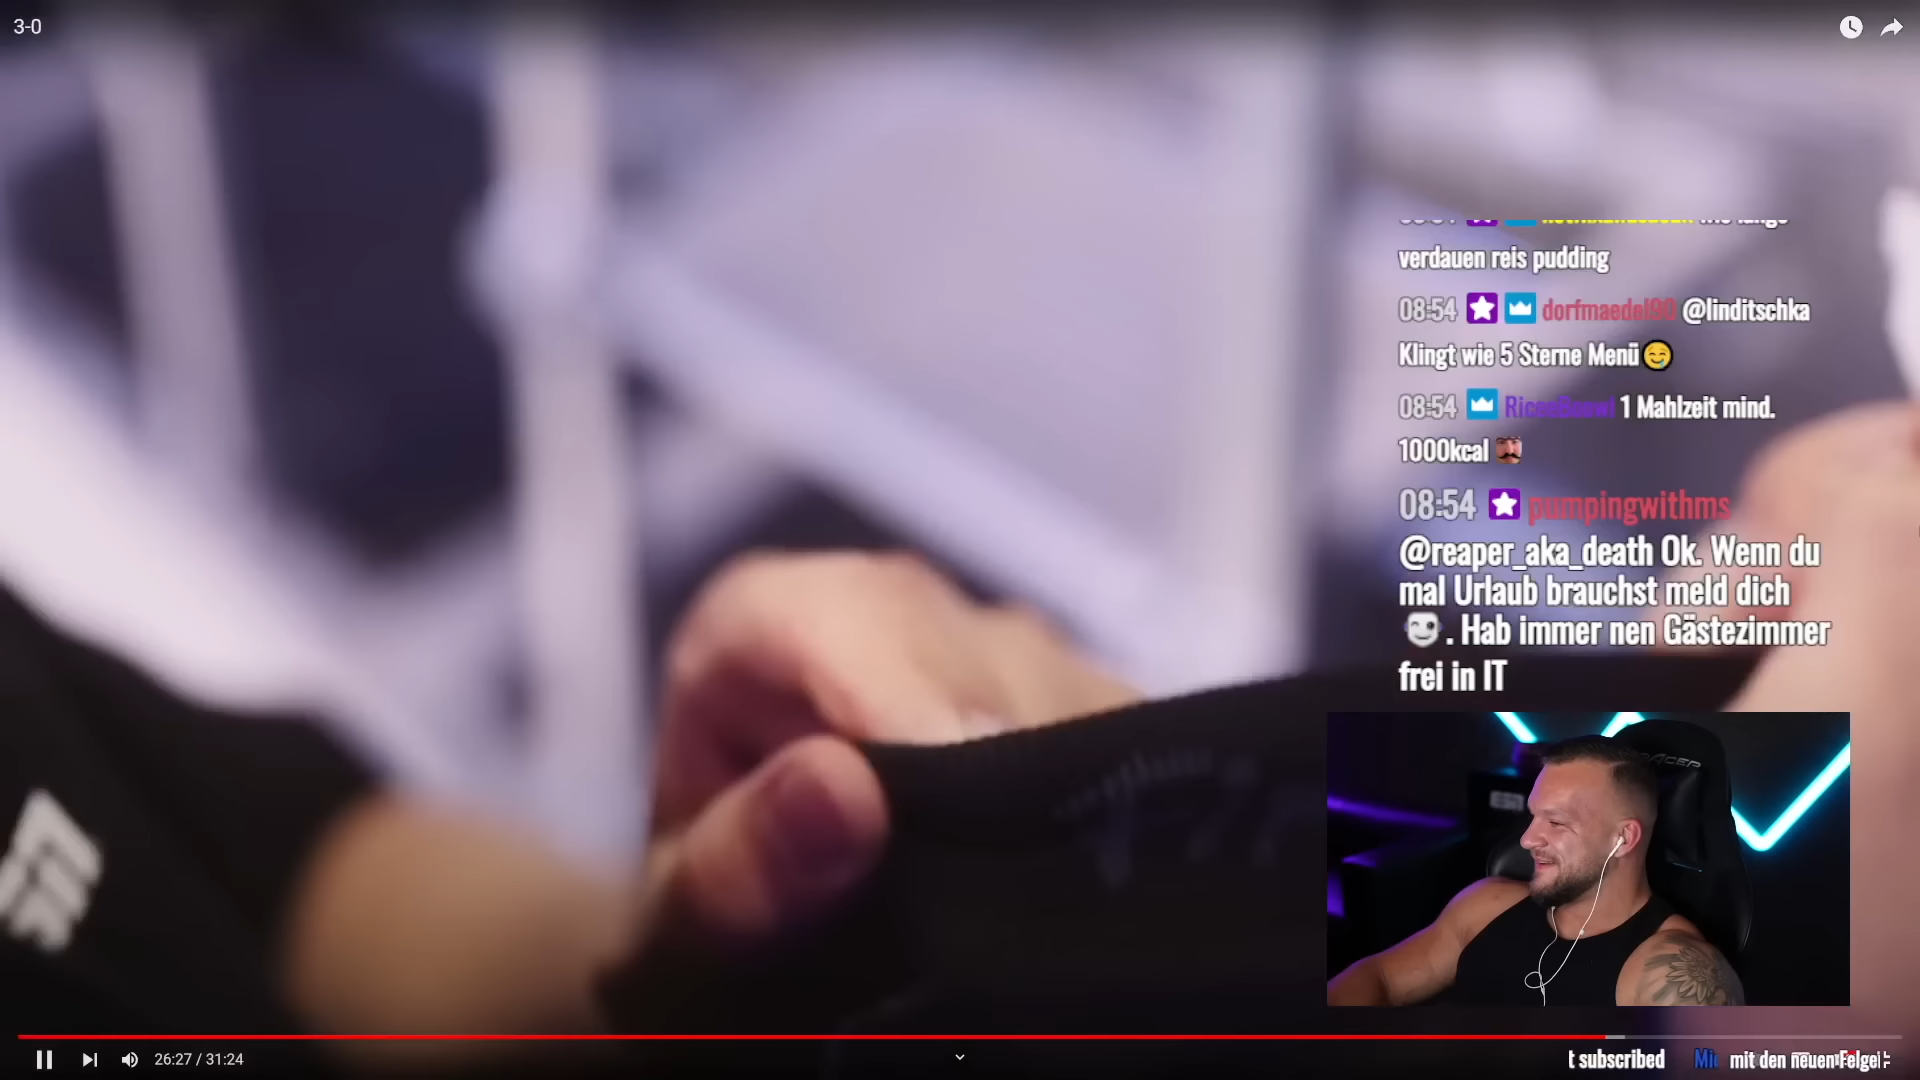 3-0
verdauen reis pudding
08:54 dorfmaedel90 @linditschka
Klingt wie 5 Sterne Menü
08:54 1 Mahlzeit mind.
1000kcal
08:54 pumpingwithms
@reaper_aka_death Ok. Wenn du
mal Urlaub brauchst meld dich
. Hab immer nen Gästezimmer
frei in IT
ESN
26:27 / 31:24
t subscribed mit den neuen